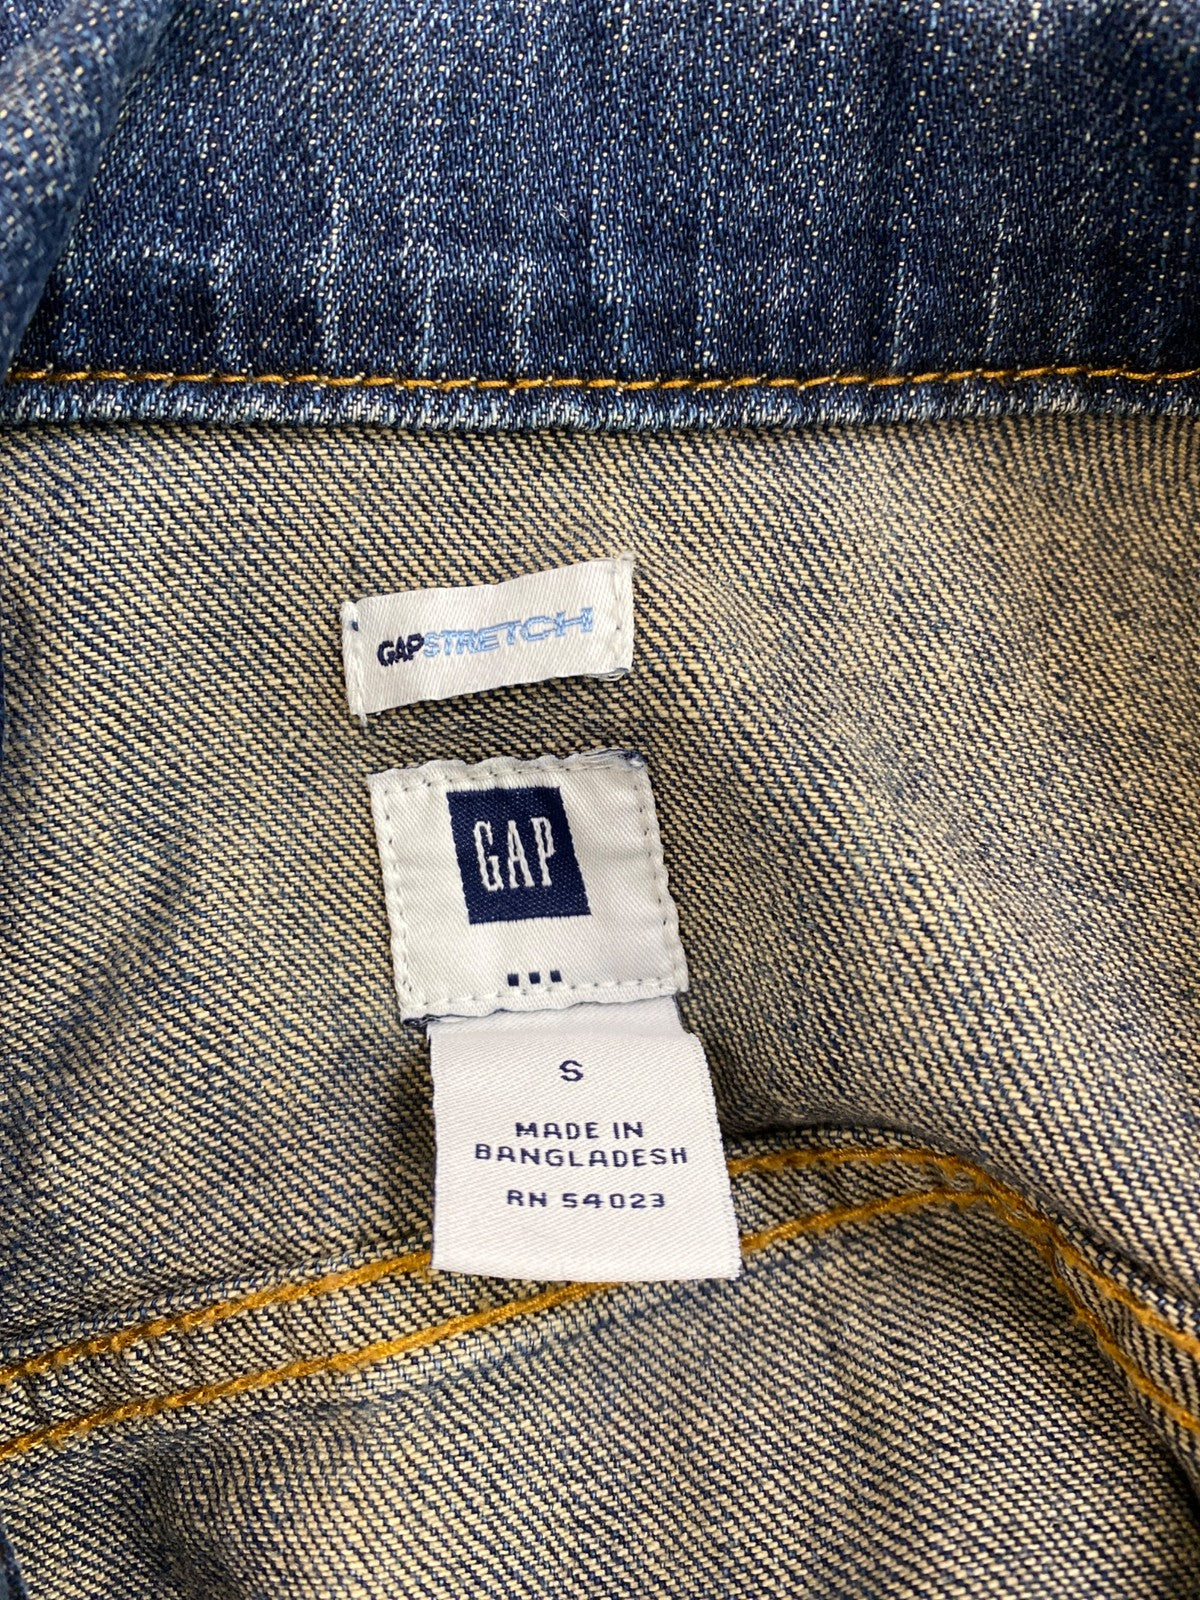 GAPSTRETCH
GAP
S
MADE IN
BANGLADESH
RN 54023